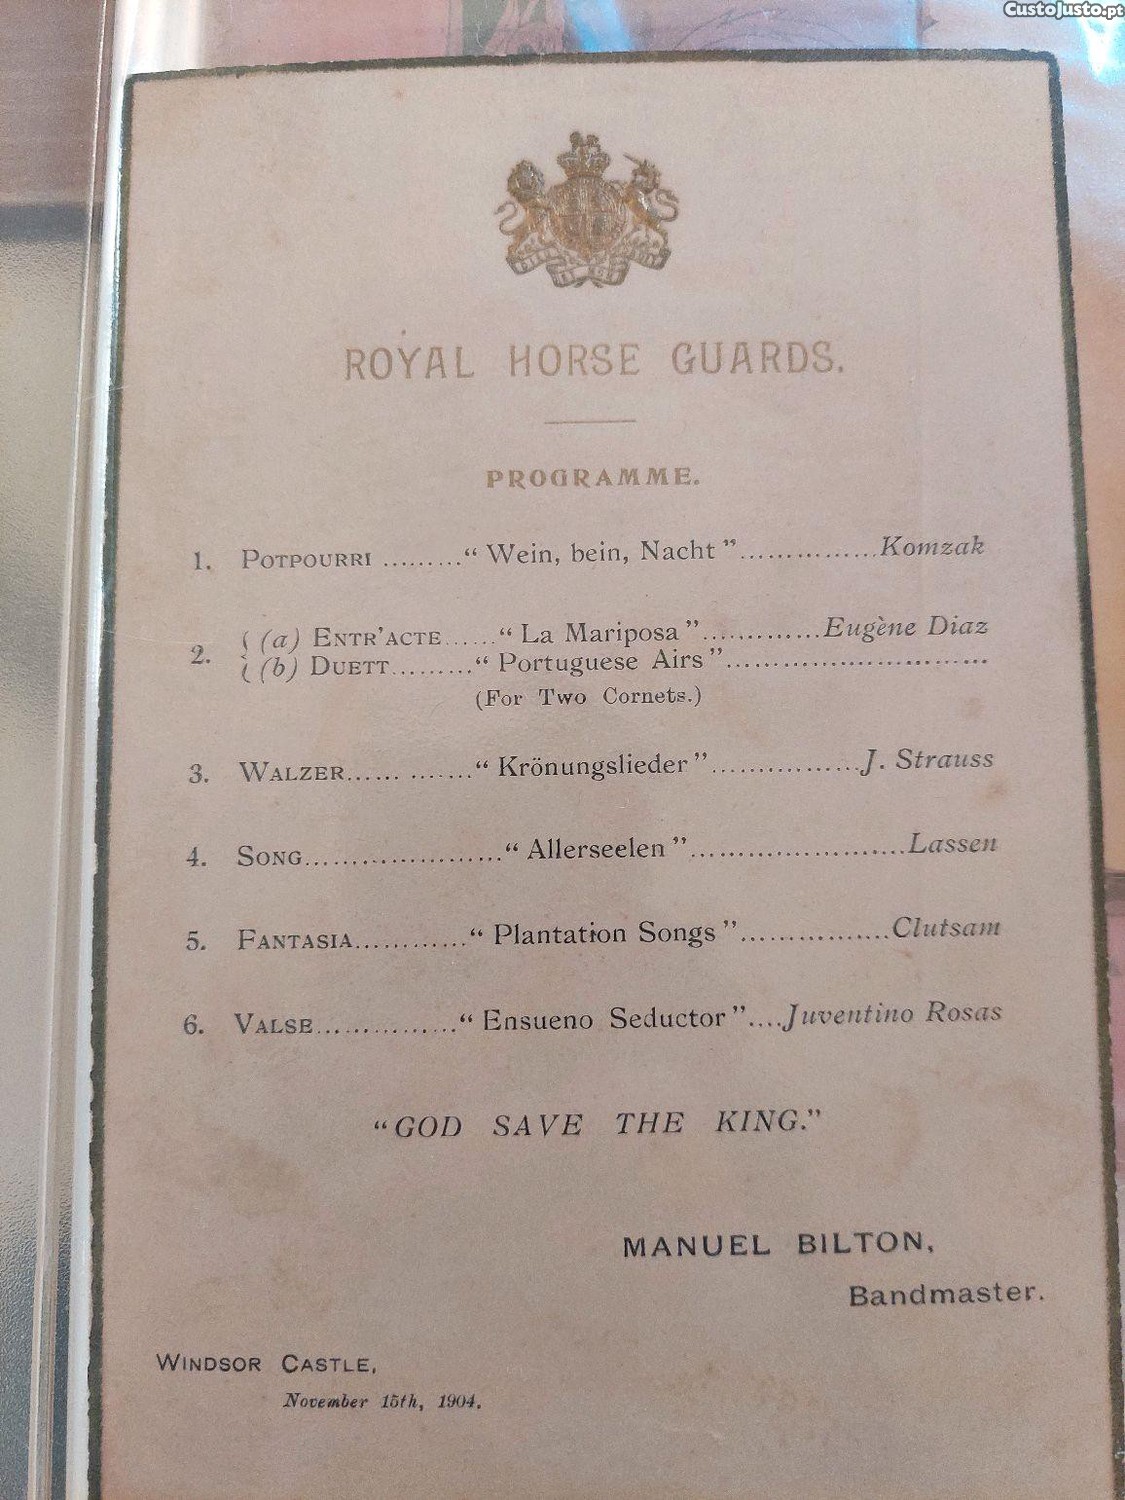 CustoJusto.pt
ROYAL HORSE GUARDS.
PROGRAMME.
1. POTPOURRI ........." Wein, bein, Nacht "...............Komzak
2. { (a) ENTR'ACTE......" La Mariposa ".............Eugène Diaz
{ (b) DUETT........." Portuguese Airs "............................
(For Two Cornets.)
3. WALZER...... ......." Krönungslieder "................J. Strauss
4. SONG......................" Allerseelen ".......................Lassen
5. FANTASIA............" Plantation Songs "................Clutsam
6. VALSE..............." Ensueno Seductor "....Juventino Rosas
"GOD SAVE THE KING."
MANUEL BILTON,
Bandmaster.
WINDSOR CASTLE,
November 15th, 1904.